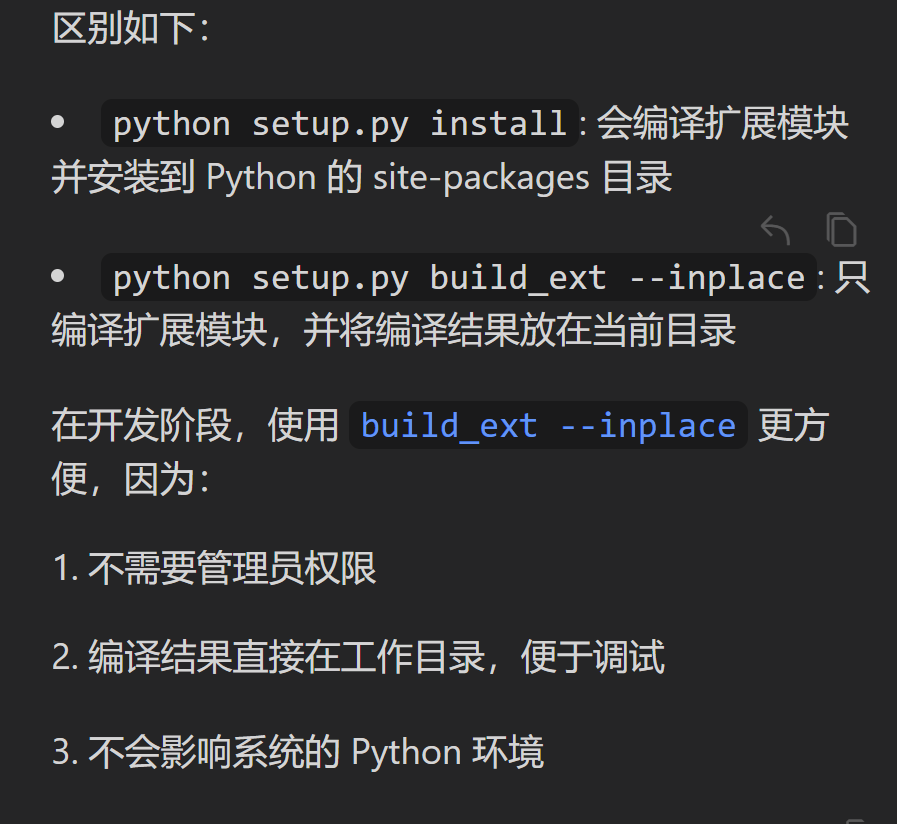 区别如下：
• python setup.py install：会编译扩展模块
并安装到 Python 的 site-packages 目录
• python setup.py build_ext --inplace：只
编译扩展模块，并将编译结果放在当前目录
在开发阶段，使用 build_ext --inplace 更方
便，因为：
1. 不需要管理员权限
2. 编译结果直接在工作目录，便于调试
3. 不会影响系统的 Python 环境